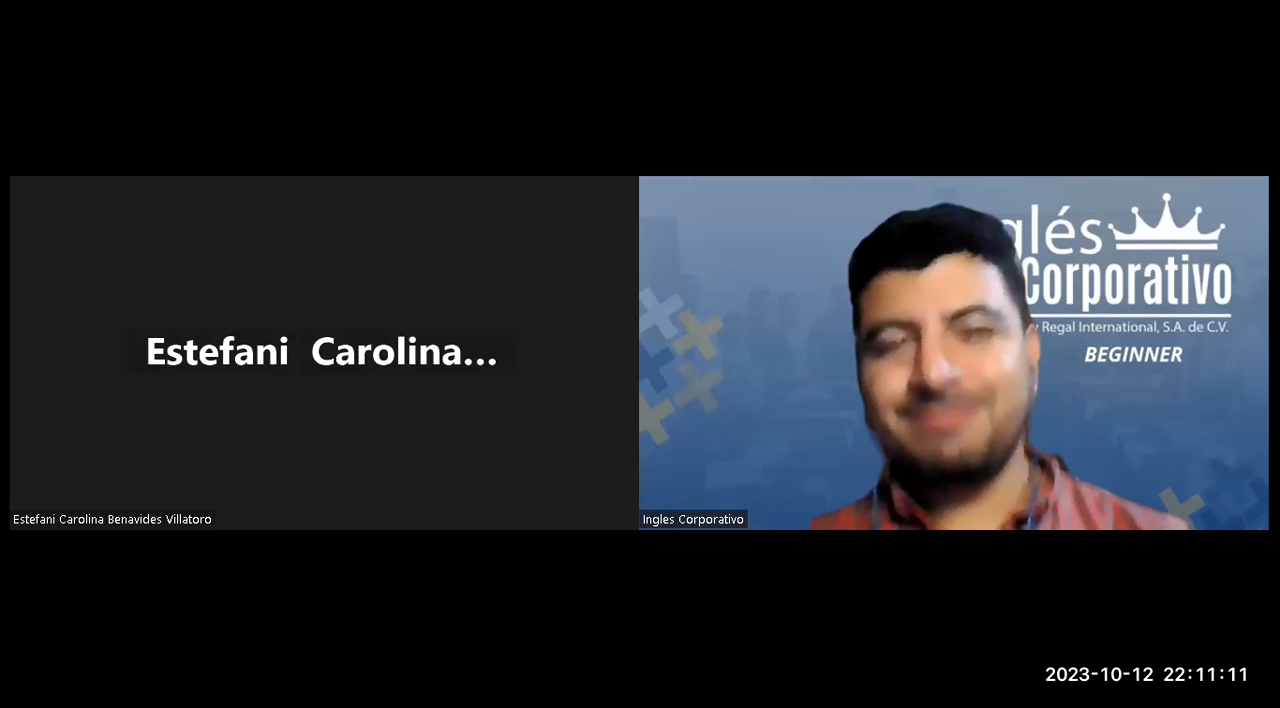 Estefani Carolina...
Estefani Carolina Benavides Villatoro
glés
Corporativo
y Regal International, S.A. de C.V.
BEGINNER
Ingles Corporativo
2023-10-12 22:11:11